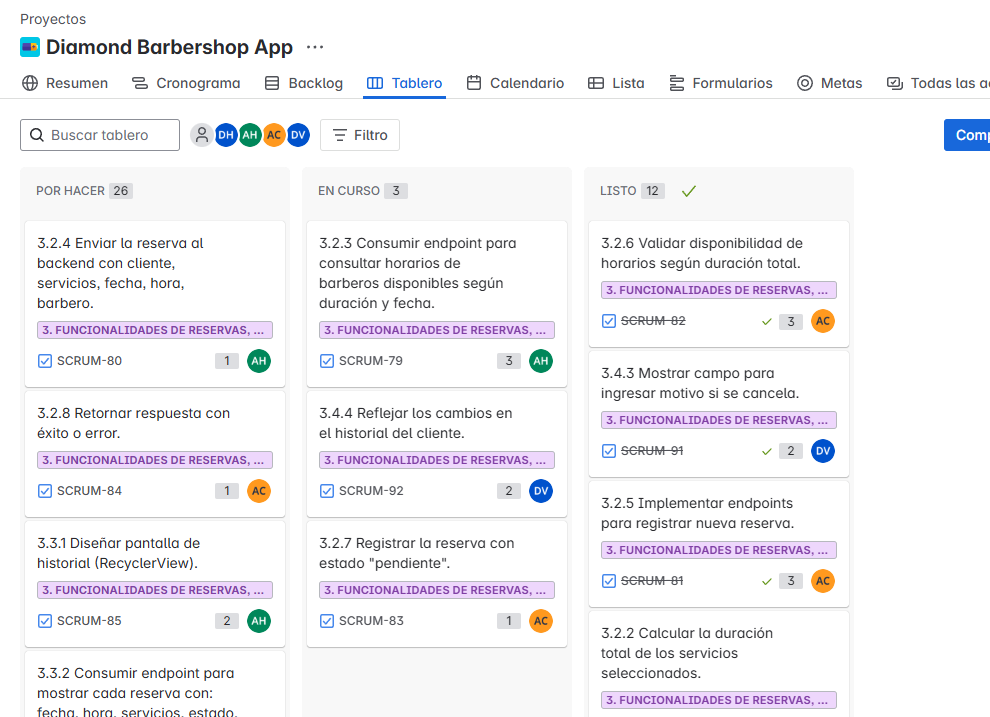 Proyectos
Diamond Barbershop App ...
Resumen Cronograma Backlog Tablero Calendario Lista Formularios Metas Todas las
Buscar tablero DH AH AC DV Filtro Comp
POR HACER 26
3.2.4 Enviar la reserva al
backend con cliente,
servicios, fecha, hora,
barbero.
3. FUNCIONALIDADES DE RESERVAS, ...
SCRUM-80 1 AH
3.2.8 Retornar respuesta con
éxito o error.
3. FUNCIONALIDADES DE RESERVAS, ...
SCRUM-84 1 AC
3.3.1 Diseñar pantalla de
historial (RecyclerView).
3. FUNCIONALIDADES DE RESERVAS, ...
SCRUM-85 2 AH
3.3.2 Consumir endpoint para
mostrar cada reserva con:
fecha, hora, servicios, estado.
EN CURSO 3
3.2.3 Consumir endpoint para
consultar horarios de
barberos disponibles según
duración y fecha.
3. FUNCIONALIDADES DE RESERVAS, ...
SCRUM-79 3 AH
3.4.4 Reflejar los cambios en
el historial del cliente.
3. FUNCIONALIDADES DE RESERVAS, ...
SCRUM-92 2 DV
3.2.7 Registrar la reserva con
estado "pendiente".
3. FUNCIONALIDADES DE RESERVAS, ...
SCRUM-83 1 AC
LISTO 12
3.2.6 Validar disponibilidad de
horarios según duración total.
3. FUNCIONALIDADES DE RESERVAS, ...
SCRUM-82 3 AC
3.4.3 Mostrar campo para
ingresar motivo si se cancela.
3. FUNCIONALIDADES DE RESERVAS, ...
SCRUM-91 2 DV
3.2.5 Implementar endpoints
para registrar nueva reserva.
3. FUNCIONALIDADES DE RESERVAS, ...
SCRUM-81 3 AC
3.2.2 Calcular la duración
total de los servicios
seleccionados.
3. FUNCIONALIDADES DE RESERVAS, ...